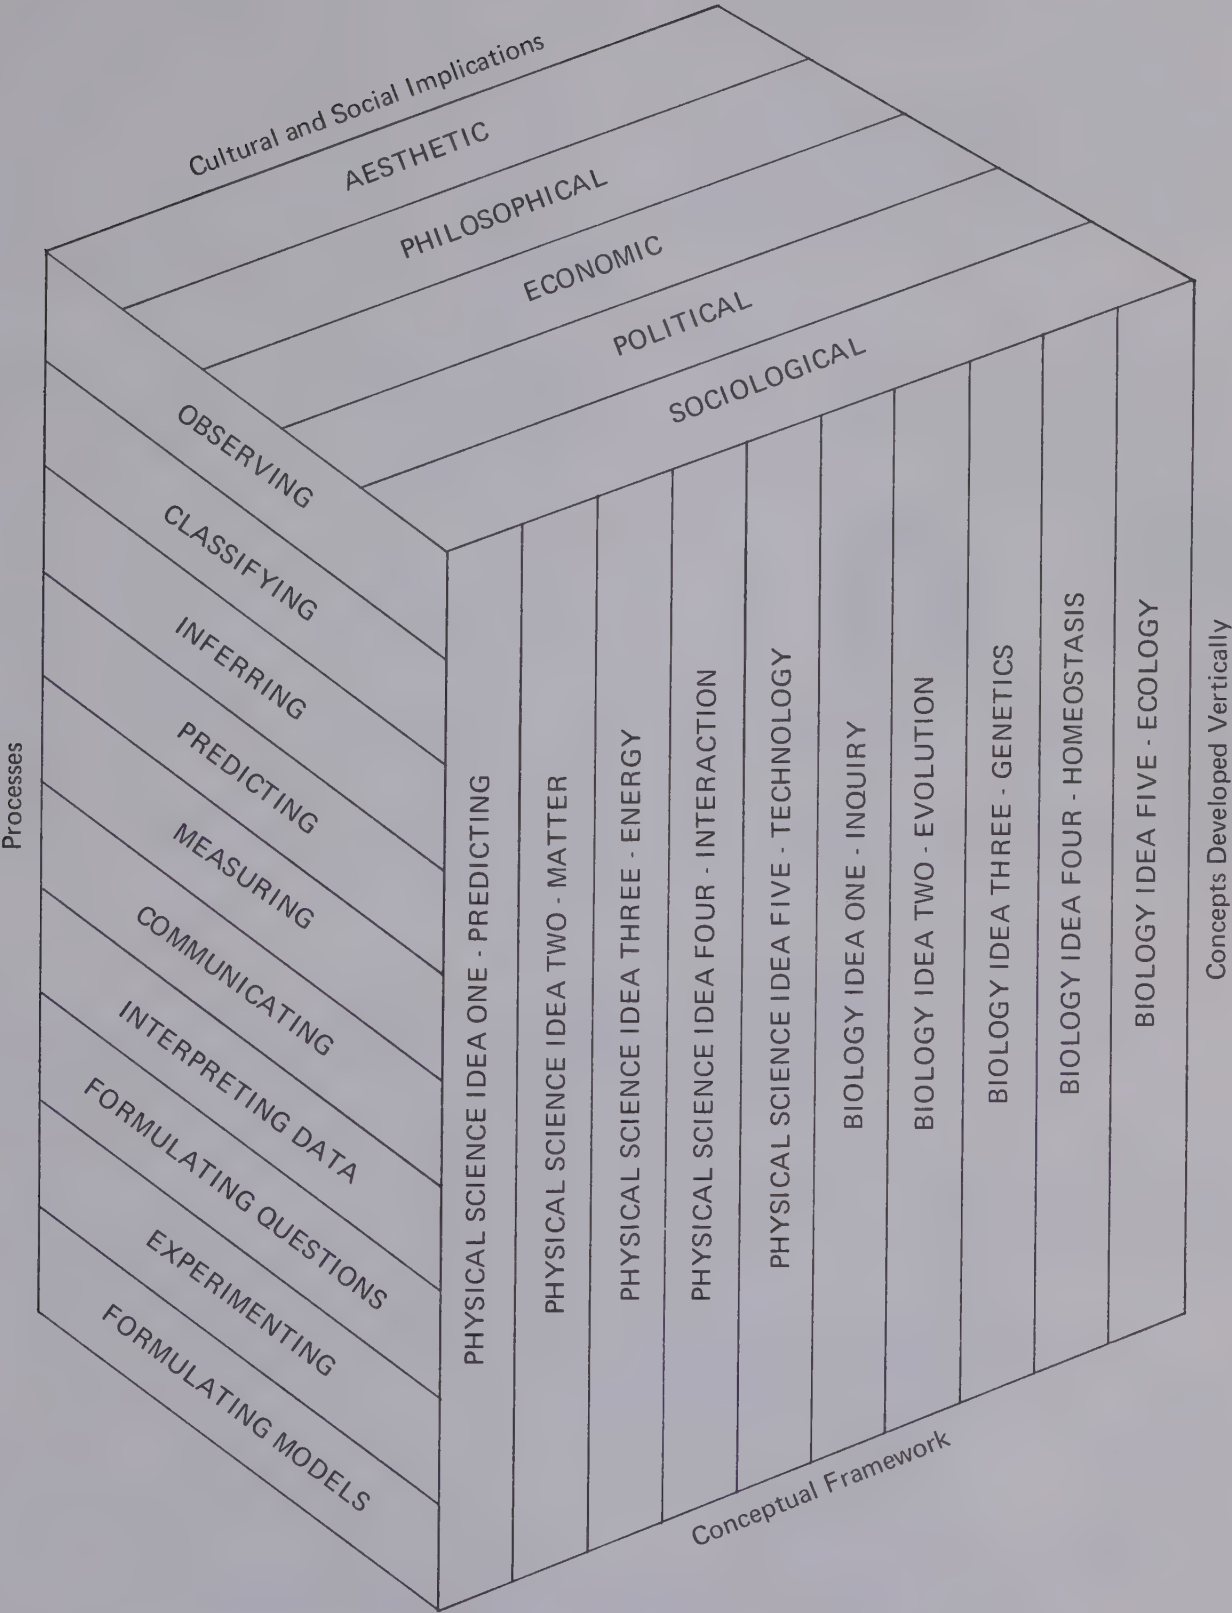 Cultural and Social Implications
AESTHETIC
PHILOSOPHICAL
ECONOMIC
POLITICAL
SOCIOLOGICAL
Processes
OBSERVING
CLASSIFYING
INFERRING
PREDICTING
MEASURING
COMMUNICATING
INTERPRETING DATA
FORMULATING QUESTIONS
EXPERIMENTING
FORMULATING MODELS
PHYSICAL SCIENCE IDEA ONE - PREDICTING
PHYSICAL SCIENCE IDEA TWO - MATTER
PHYSICAL SCIENCE IDEA THREE - ENERGY
PHYSICAL SCIENCE IDEA FOUR - INTERACTION
PHYSICAL SCIENCE IDEA FIVE - TECHNOLOGY
BIOLOGY IDEA ONE - INQUIRY
BIOLOGY IDEA TWO - EVOLUTION
BIOLOGY IDEA THREE - GENETICS
BIOLOGY IDEA FOUR - HOMEOSTASIS
BIOLOGY IDEA FIVE - ECOLOGY
Concepts Developed Vertically
Conceptual Framework